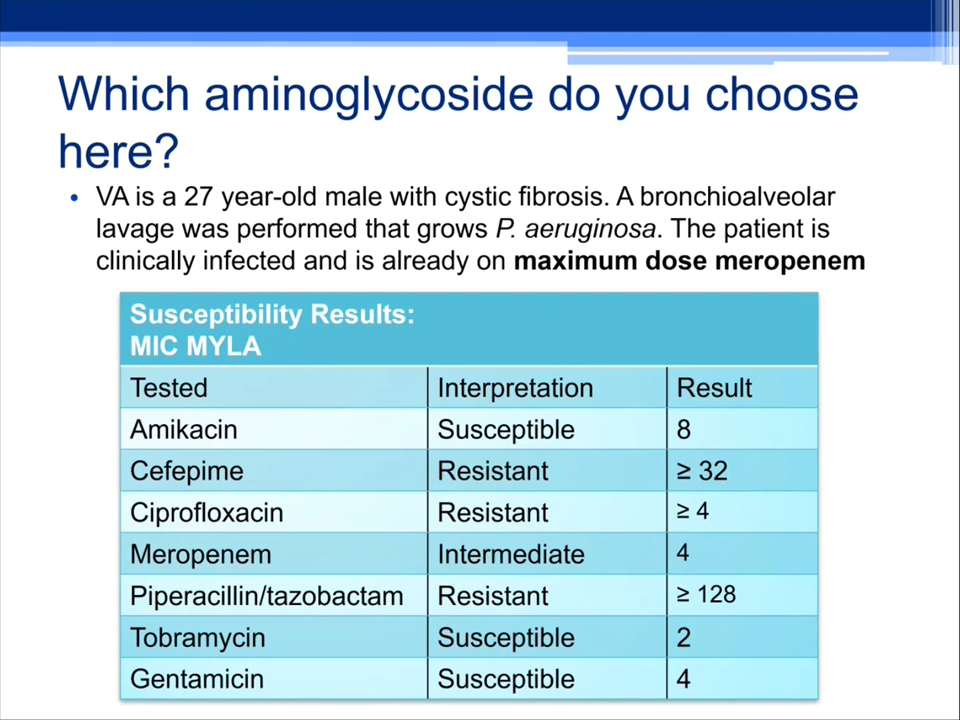 Which aminoglycoside do you choose
here?
• VA is a 27 year-old male with cystic fibrosis. A bronchioalveolar
lavage was performed that grows P. aeruginosa. The patient is
clinically infected and is already on maximum dose meropenem
Susceptibility Results:
MIC MYLA
Tested Interpretation Result
Amikacin Susceptible 8
Cefepime Resistant ≥ 32
Ciprofloxacin Resistant ≥ 4
Meropenem Intermediate 4
Piperacillin/tazobactam Resistant ≥ 128
Tobramycin Susceptible 2
Gentamicin Susceptible 4